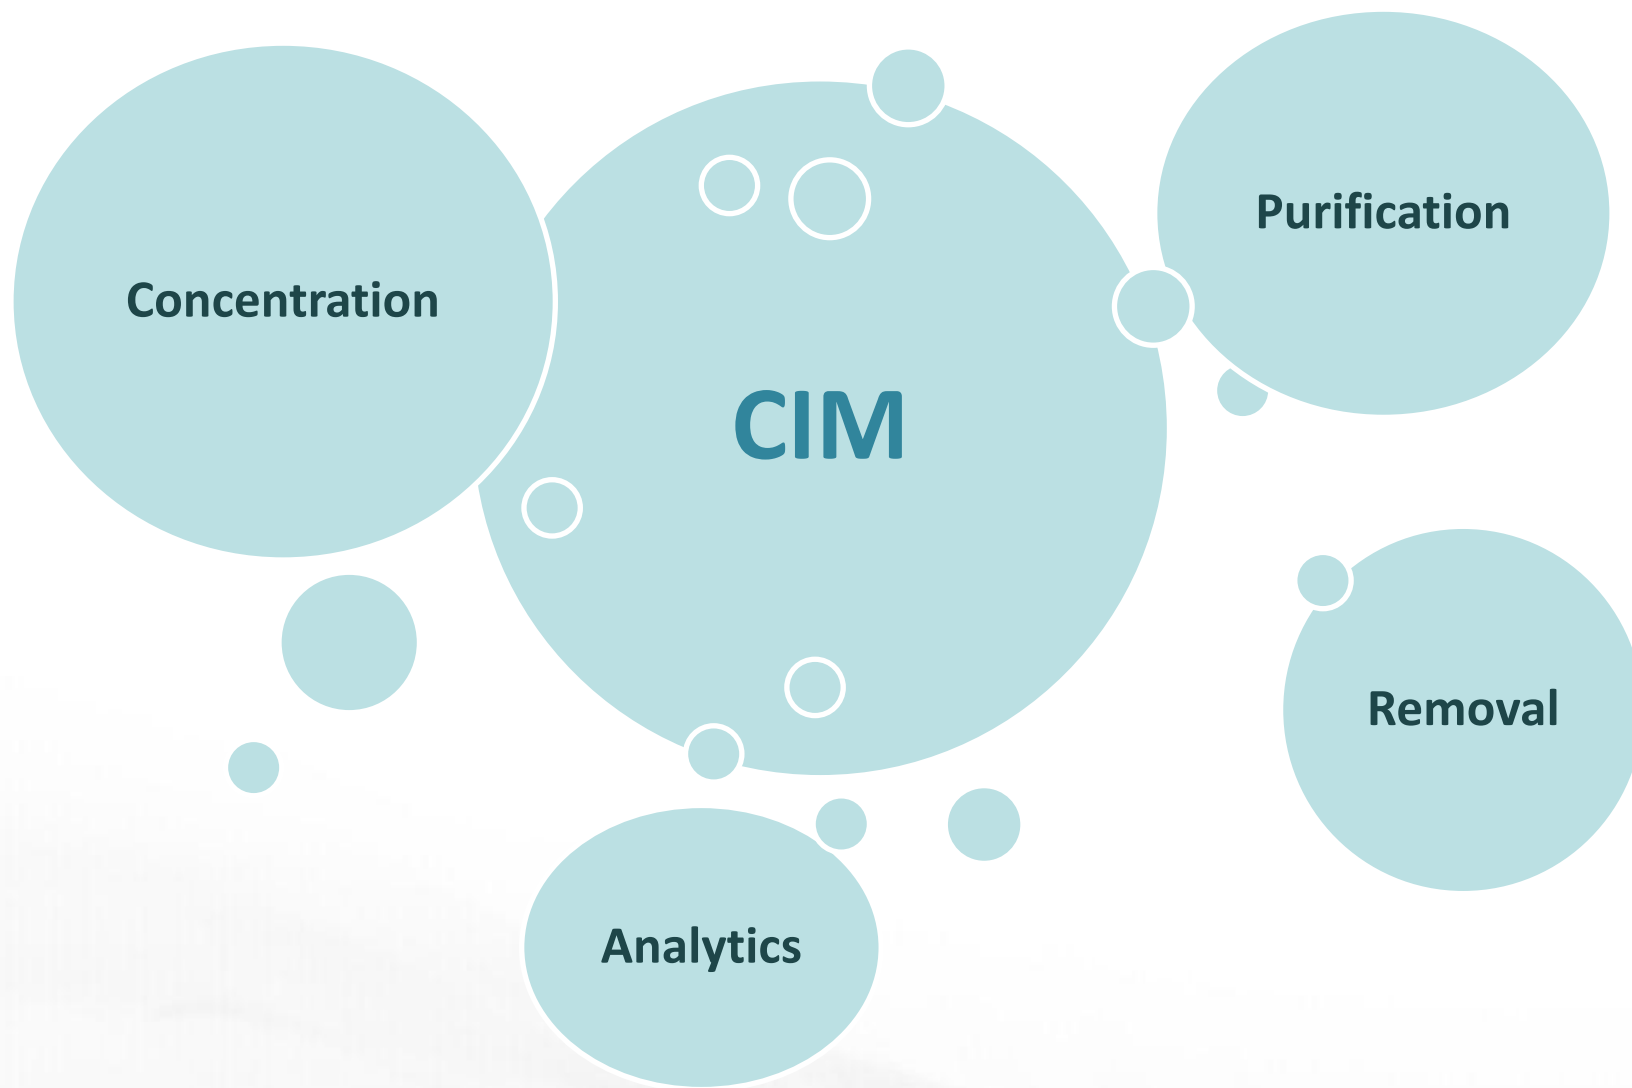 Concentration
CIM
Purification
Removal
Analytics